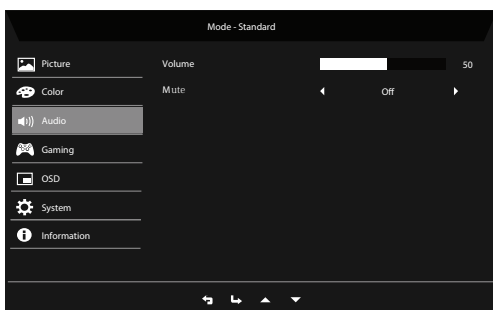 Mode - Standard
Picture
Volume 50
Color
Mute Off
Audio
Gaming
OSD
System
Information